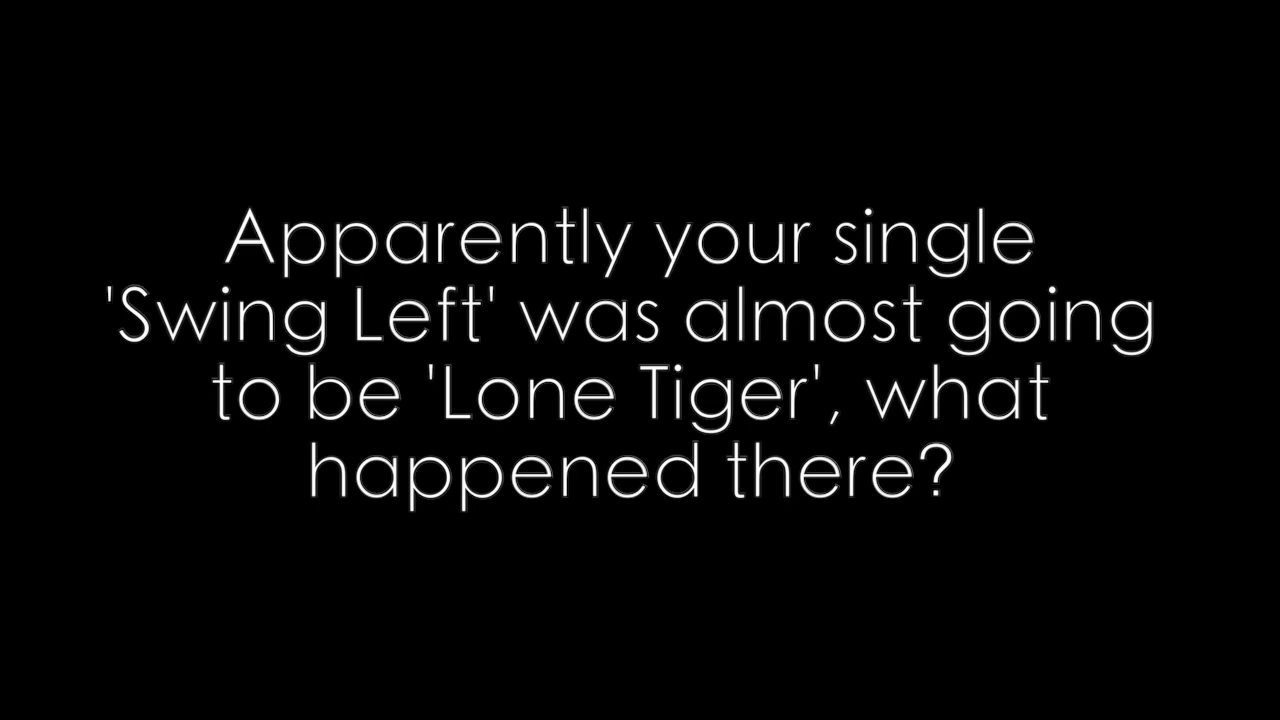 Apparently your single
'Swing Left' was almost going
to be 'Lone Tiger', what
happened there?